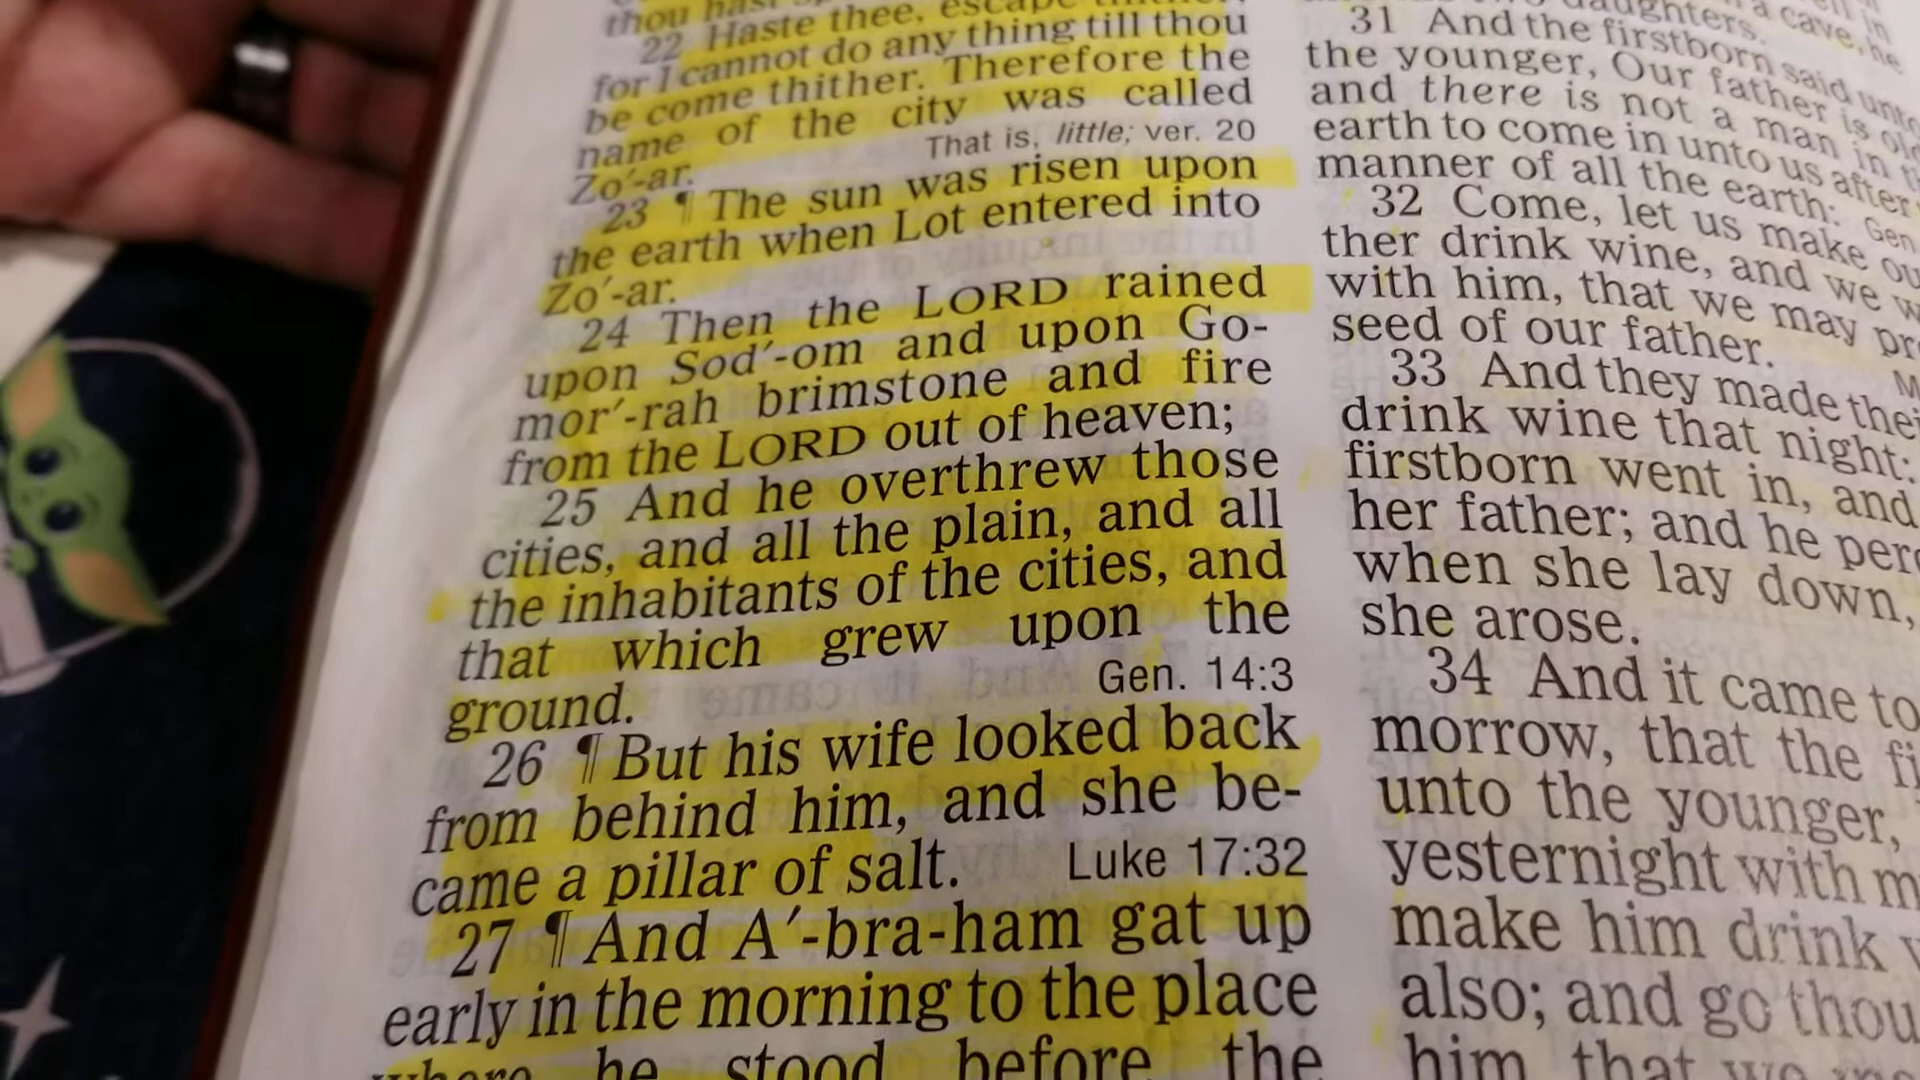 thou
22 Haste thee, escape thither;
for I cannot do any thing till thou
be come thither. Therefore the
name of the city was called
That is, little; ver. 20
Zo′-ar.
23 ¶ The sun was risen upon
the earth when Lot entered into
Zo′-ar.
24 Then the LORD rained
upon Sod′-om and upon Go-
mor′-rah brimstone and fire
from the LORD out of heaven;
25 And he overthrew those
cities, and all the plain, and all
the inhabitants of the cities, and
that which grew upon the
Gen. 14:3
ground.
26 ¶ But his wife looked back
from behind him, and she be-
came a pillar of salt. Luke 17:32
27 ¶ And A′-bra-ham gat up
early in the morning to the place
where he stood before the
a cave, he
daughters.
31 And the firstborn said unto
the younger, Our father is old
and there is not a man in
earth to come in unto us after
manner of all the earth: Gen.
32 Come, let us make
ther drink wine, and we
with him, that we may
seed of our father.
33 And they made
drink wine that night:
firstborn went in, and
her father; and he
when she lay down,
she arose.
34 And it came to
morrow, that the
unto the younger,
yesternight with
make him drink
also; and go thou
him that we